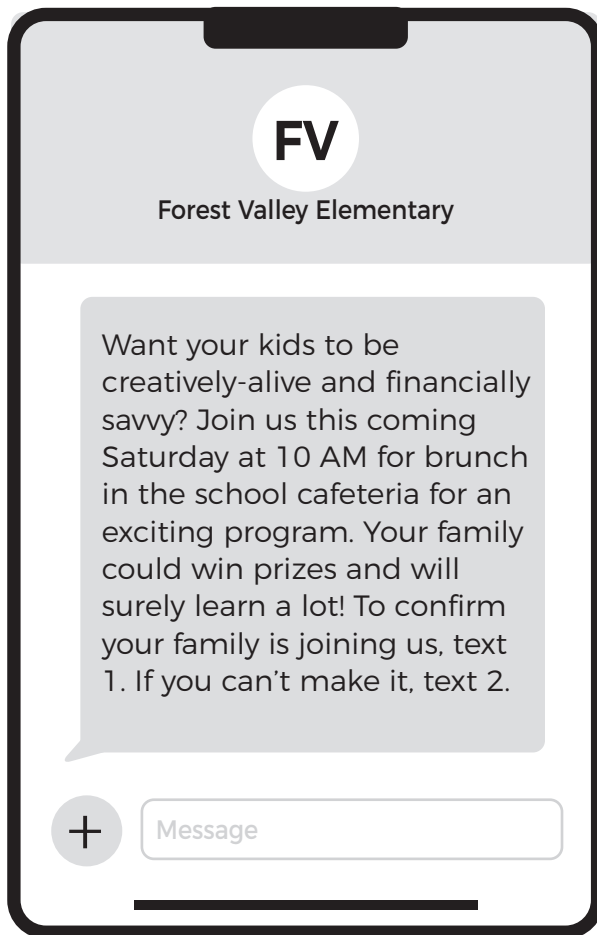 FV
Forest Valley Elementary
Want your kids to be
creatively-alive and financially
savvy? Join us this coming
Saturday at 10 AM for brunch
in the school cafeteria for an
exciting program. Your family
could win prizes and will
surely learn a lot! To confirm
your family is joining us, text
1. If you can’t make it, text 2.
+
Message